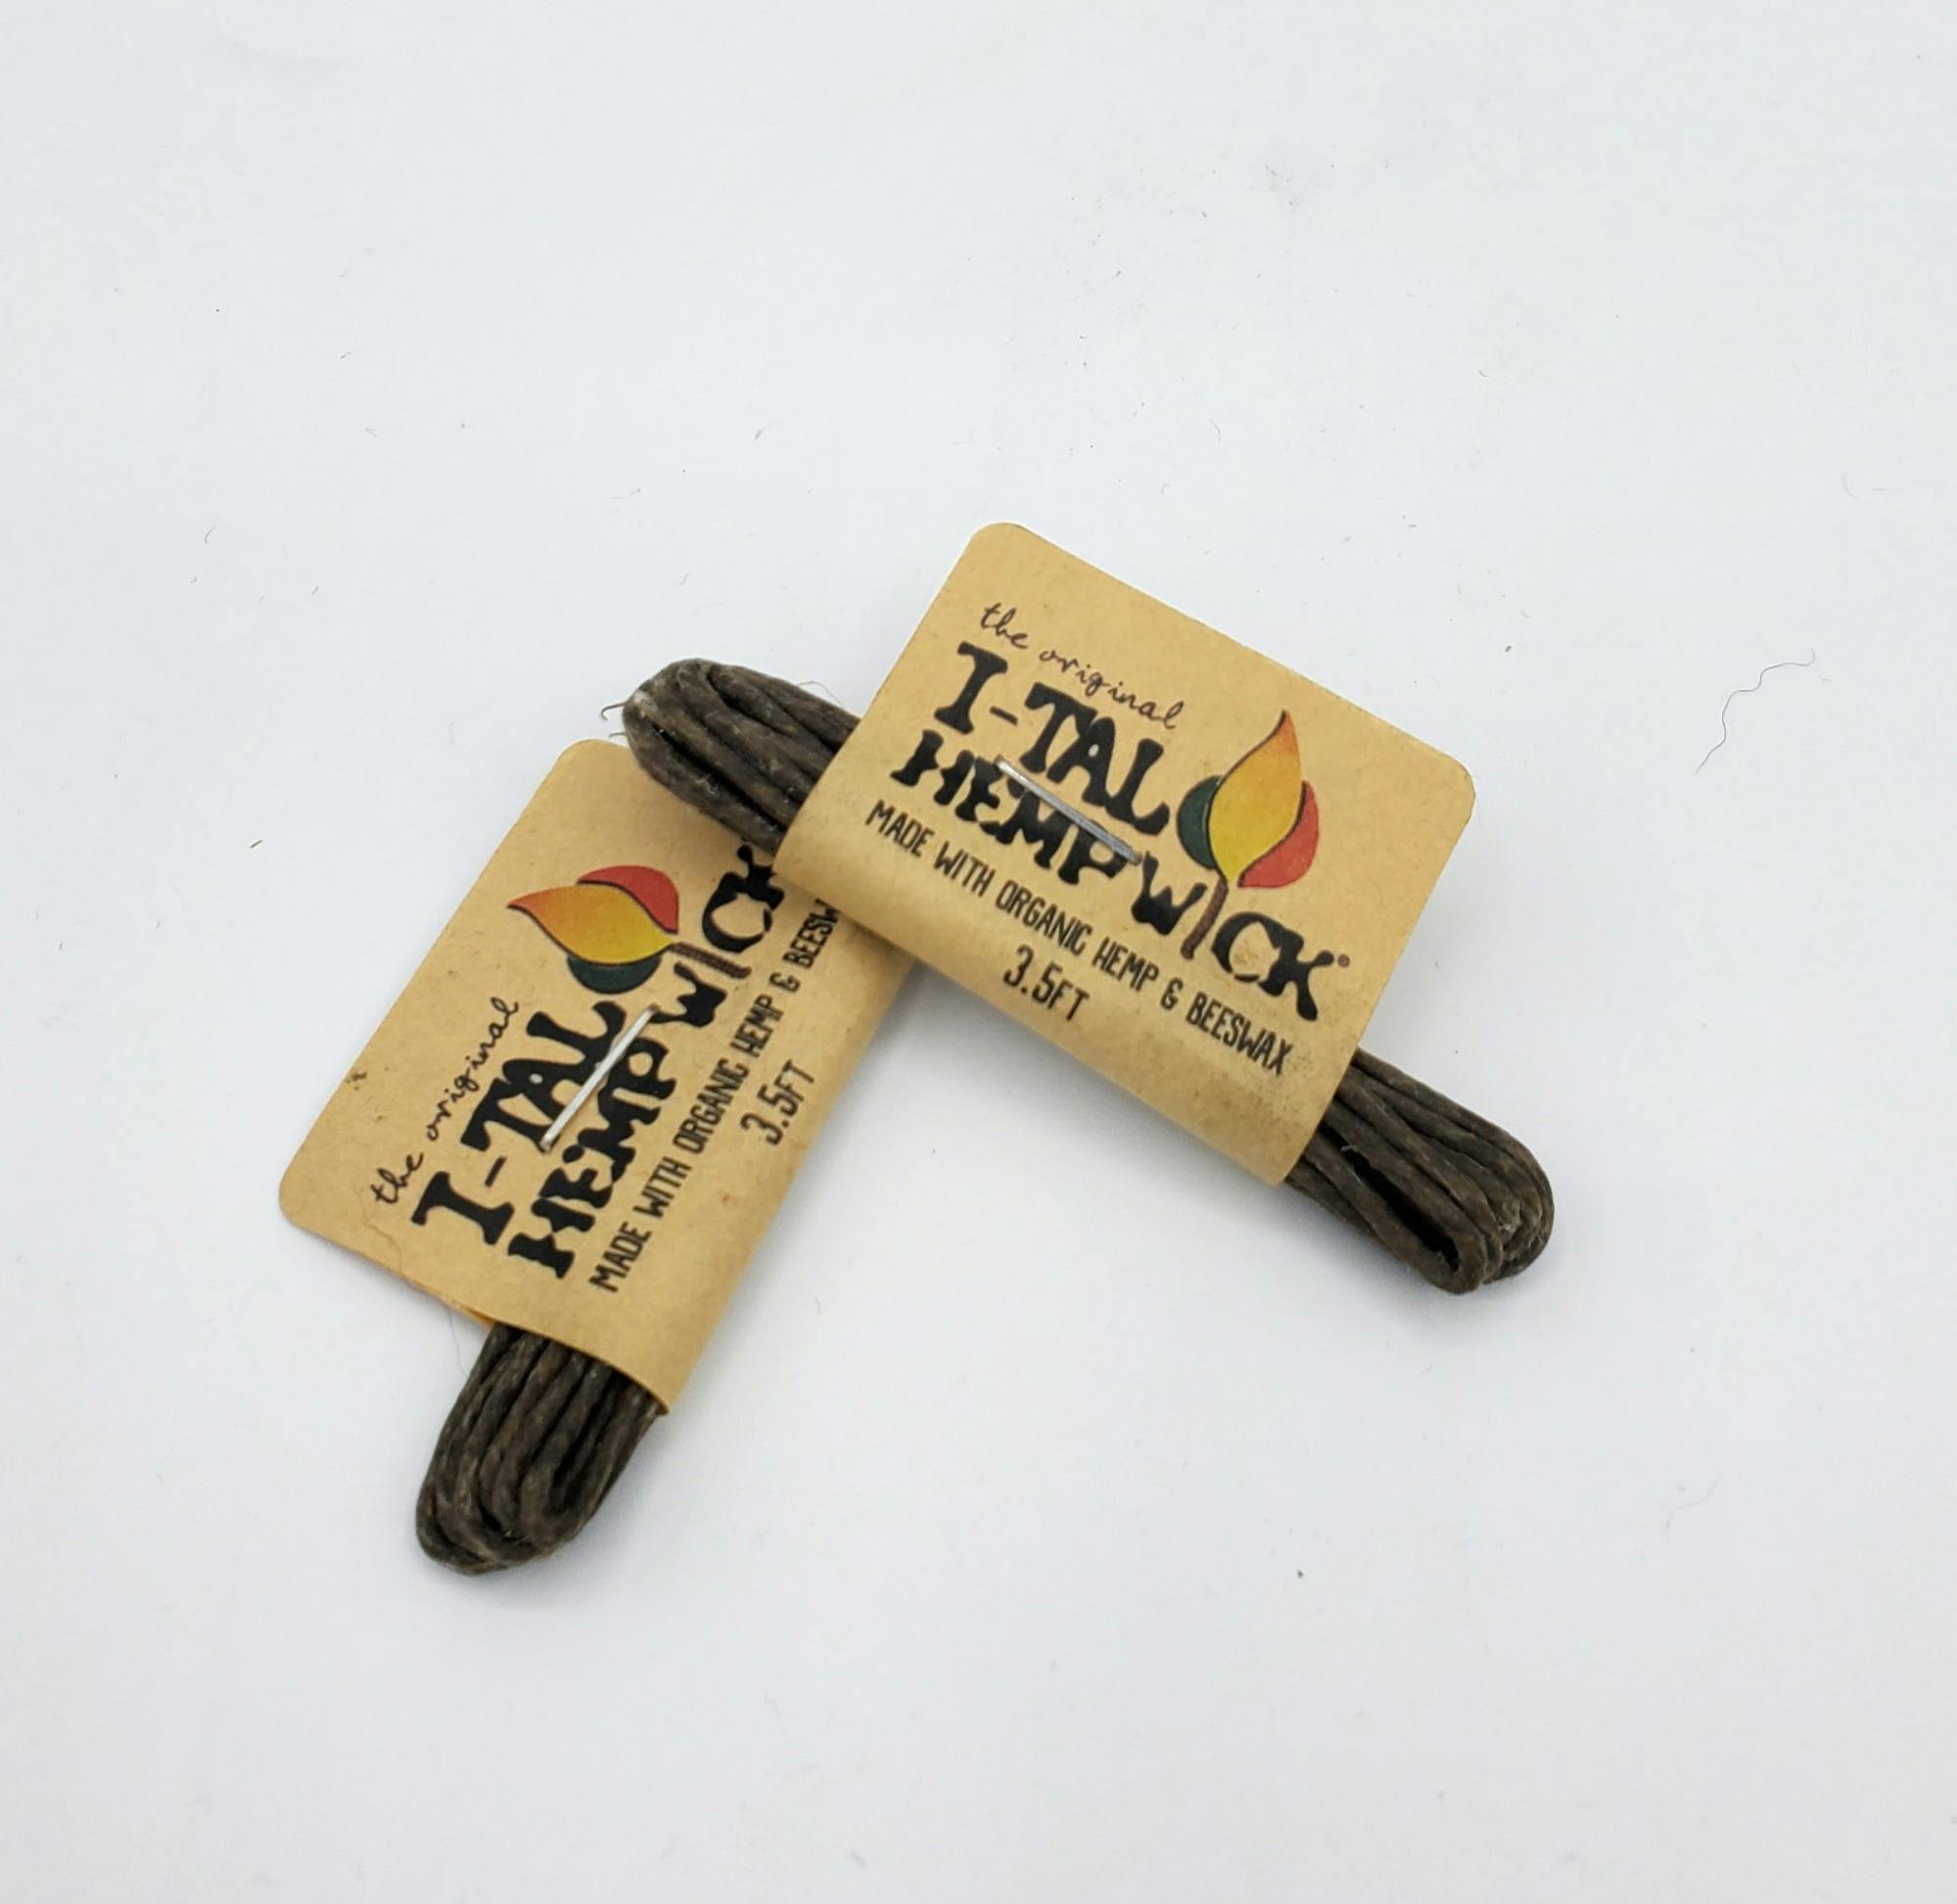 the original
I-TAL
HEMPWICK®
MADE WITH ORGANIC HEMP & BEESWAX
3.5FT
the original
I-TAL
HEMPWICK
MADE WITH ORGANIC HEMP & BEESW
3.5FT